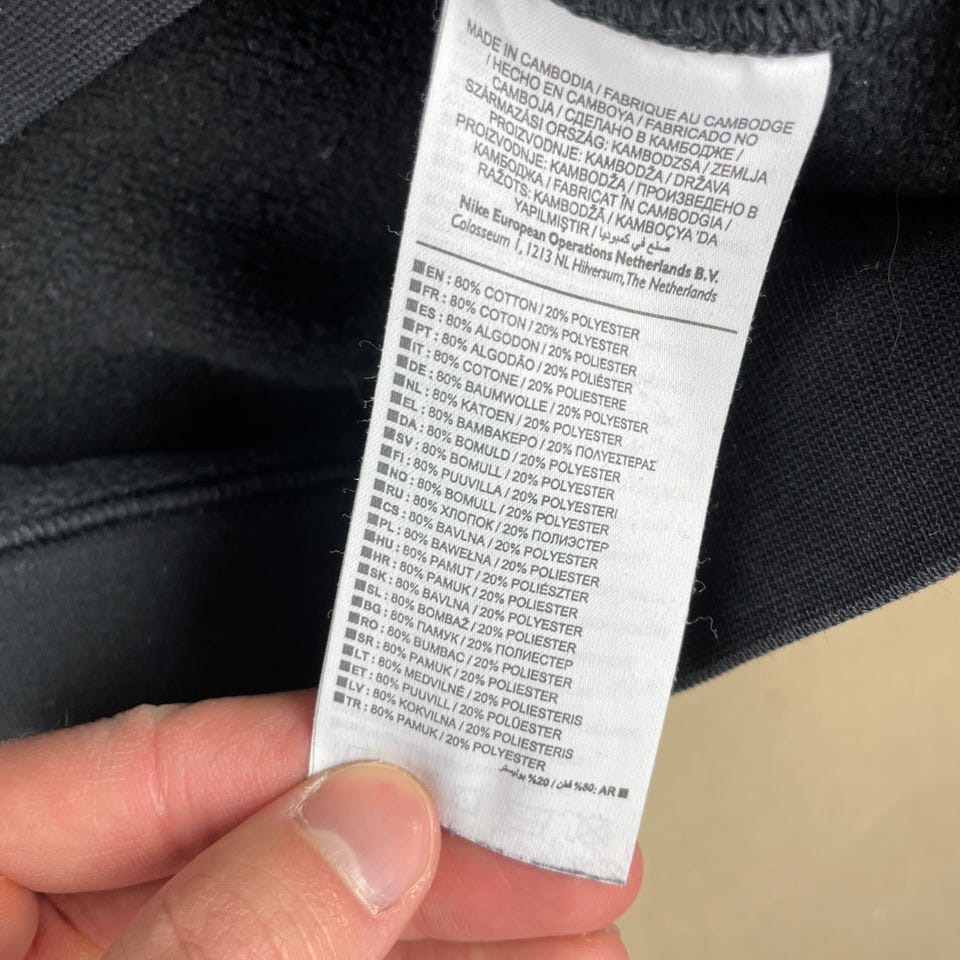 MADE IN CAMBODIA / FABRIQUE AU CAMBODGE
/ HECHO EN CAMBOYA / FABRICADO NO
CAMBOJA / СДЕЛАНО В КАМБОДЖЕ /
SZÁRMAZÁSI ORSZÁG: KAMBODZSA / ZEMLJA
PROIZVODNJE: KAMBODŽA / DRŽAVA
PROIZVODNJE: KAMBODŽA / ПРОИЗВЕДЕНО В
КАМБОДЖА / FABRICAT ÎN CAMBODGIA /
RAŽOTS: KAMBODŽĀ / KAMBOÇYA 'DA
YAPILMIŞTIR / صنع في كمبوديا
Nike European Operations Netherlands B.V.
Colosseum 1, 1213 NL Hilversum, The Netherlands
EN : 80% COTTON / 20% POLYESTER
FR : 80% COTON / 20% POLYESTER
ES : 80% ALGODON / 20% POLIESTER
PT : 80% ALGODÃO / 20% POLIÉSTER
IT : 80% COTONE / 20% POLIESTERE
DE : 80% BAUMWOLLE / 20% POLYESTER
NL : 80% KATOEN / 20% POLYESTER
EL : 80% ΒΑΜΒΑΚΕΡΟ / 20% ΠΟΛΥΕΣΤΕΡΑΣ
DA : 80% BOMULD / 20% POLYESTER
SV : 80% BOMULL / 20% POLYESTER
FI : 80% PUUVILLA / 20% POLYESTERI
NO : 80% BOMULL / 20% POLYESTER
RU : 80% ХЛОПОК / 20% ПОЛИЭСТЕР
CS : 80% BAVLNA / 20% POLYESTER
PL : 80% BAWEŁNA / 20% POLIESTER
HU : 80% PAMUT / 20% POLIÉSZTER
HR : 80% PAMUK / 20% POLIESTER
SK : 80% BAVLNA / 20% POLYESTER
SL : 80% BOMBAŽ / 20% POLIESTER
BG : 80% ПАМУК / 20% ПОЛИЕСТЕР
RO : 80% BUMBAC / 20% POLIESTER
SR : 80% PAMUK / 20% POLIESTER
LT : 80% MEDVILNĖ / 20% POLIESTERIS
ET : 80% PUUVILL / 20% POLÜESTER
LV : 80% KOKVILNA / 20% POLIESTERIS
TR : 80% PAMUK / 20% POLYESTER
AR :80% قطن / 20% بوليستر